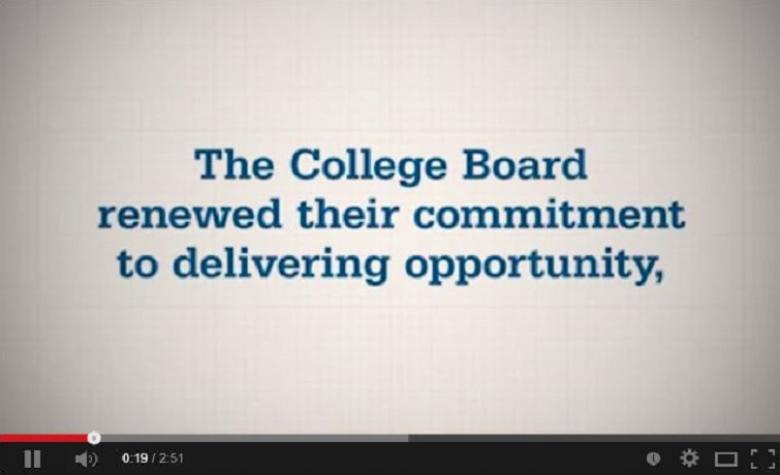 The College Board
renewed their commitment
to delivering opportunity,
0:19 / 2:51